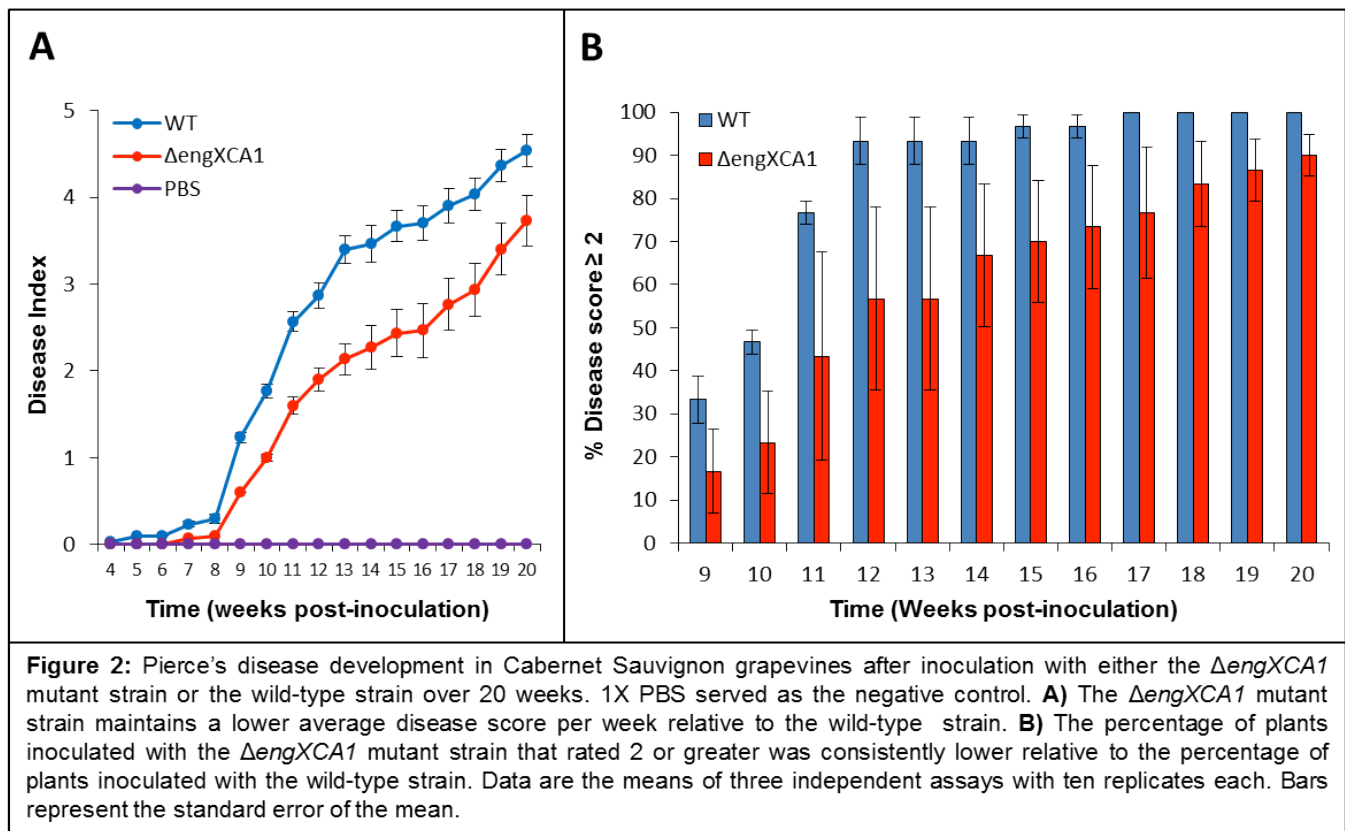 A
Disease Index
5
4
3
2
1
0
WT
ΔengXCA1
PBS
4 5 6 7 8 9 10 11 12 13 14 15 16 17 18 19 20
Time (weeks post-inoculation)
B
% Disease score ≥ 2
100
90
80
70
60
50
40
30
20
10
0
WT
ΔengXCA1
9 10 11 12 13 14 15 16 17 18 19 20
Time (Weeks post-inoculation)
Figure 2: Pierce's disease development in Cabernet Sauvignon grapevines after inoculation with either the ΔengXCA1
mutant strain or the wild-type strain over 20 weeks. 1X PBS served as the negative control. A) The ΔengXCA1 mutant
strain maintains a lower average disease score per week relative to the wild-type strain. B) The percentage of plants
inoculated with the ΔengXCA1 mutant strain that rated 2 or greater was consistently lower relative to the percentage of
plants inoculated with the wild-type strain. Data are the means of three independent assays with ten replicates each. Bars
represent the standard error of the mean.